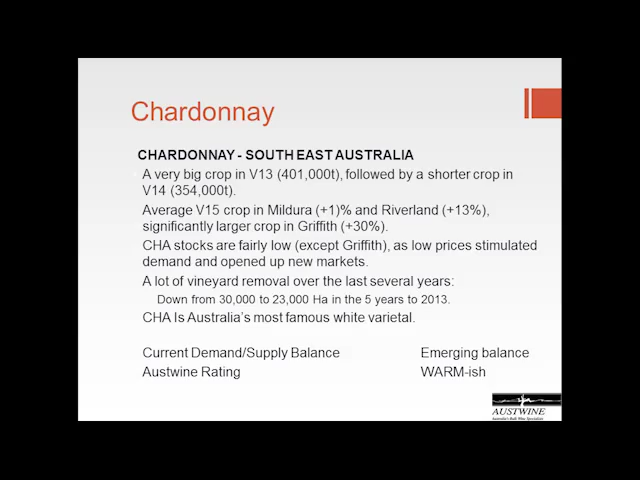 Chardonnay
CHARDONNAY - SOUTH EAST AUSTRALIA
A very big crop in V13 (401,000t), followed by a shorter crop in
V14 (354,000t).
Average V15 crop in Mildura (+1)% and Riverland (+13%),
significantly larger crop in Griffith (+30%).
CHA stocks are fairly low (except Griffith), as low prices stimulated
demand and opened up new markets.
A lot of vineyard removal over the last several years:
Down from 30,000 to 23,000 Ha in the 5 years to 2013.
CHA Is Australia's most famous white varietal.
Current Demand/Supply Balance Emerging balance
Austwine Rating WARM-ish
AUSTWINE
Australia's Bulk Wine Specialists